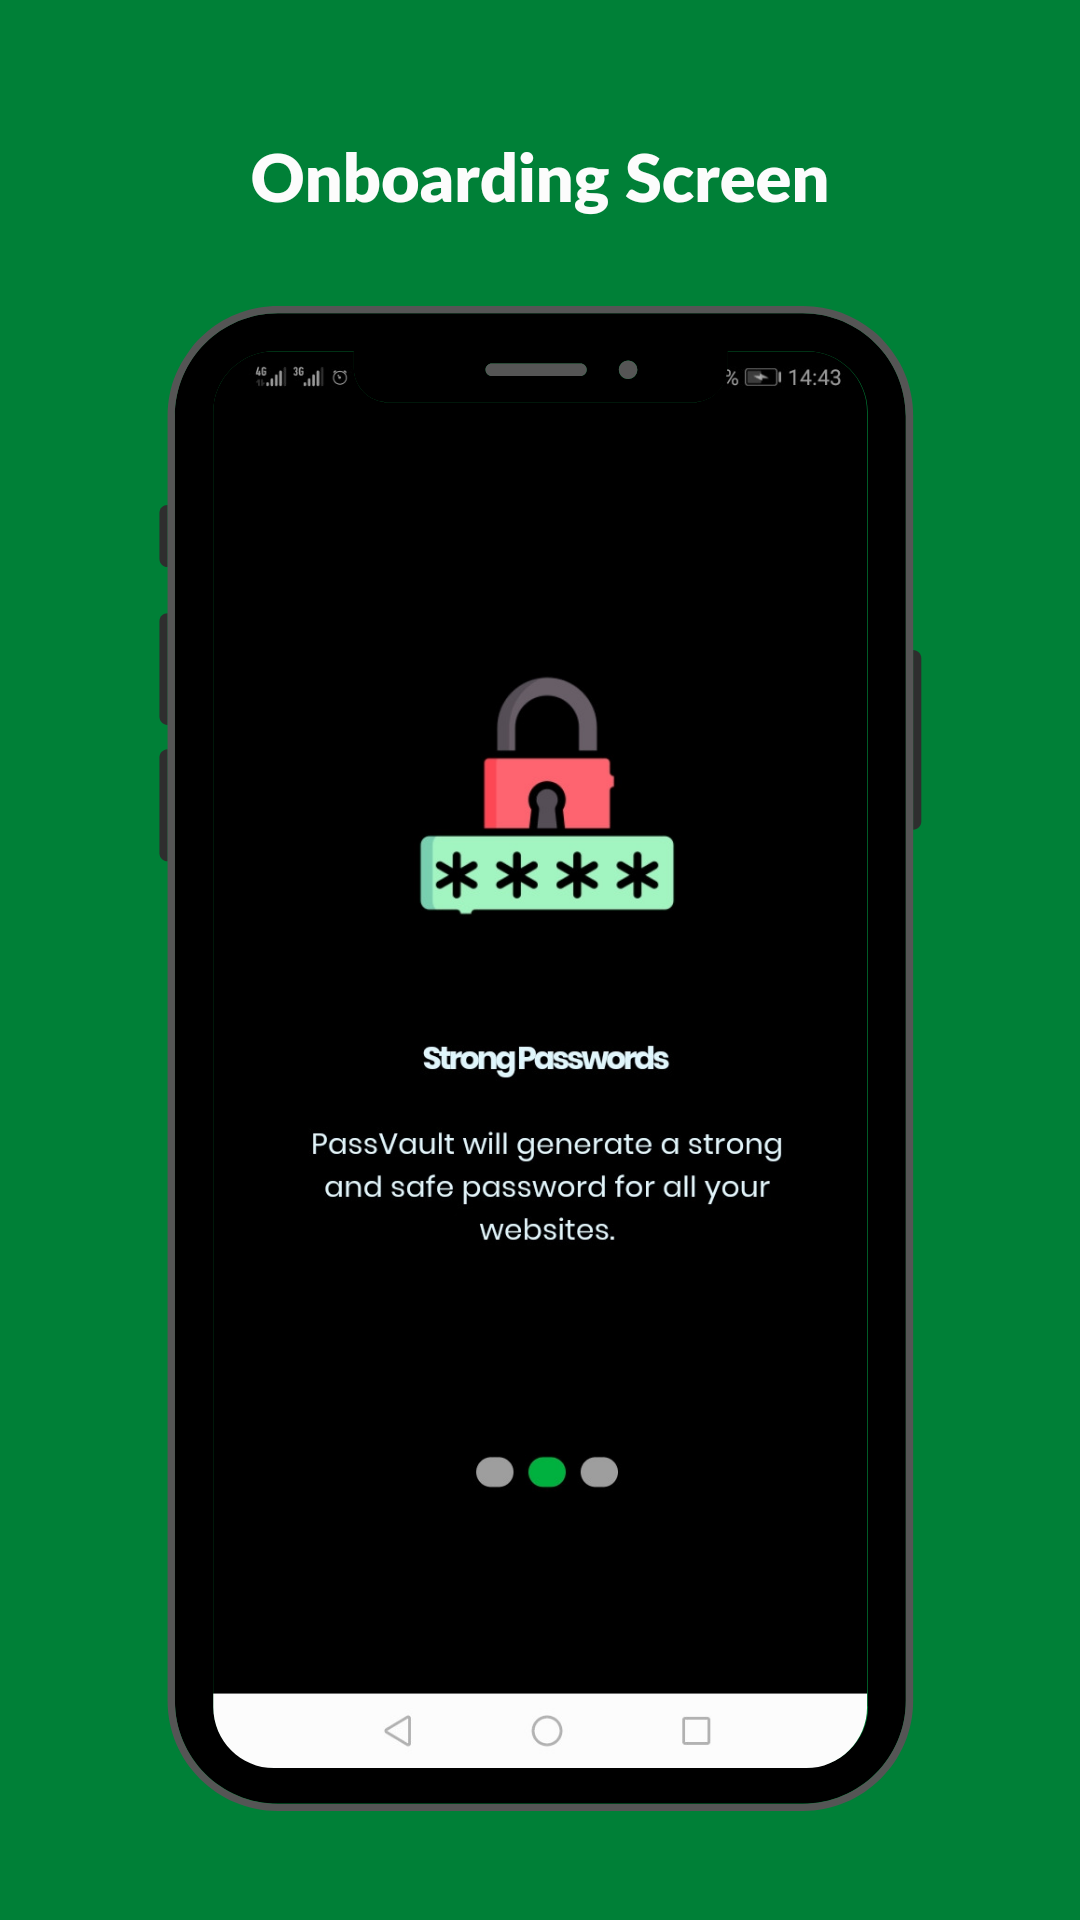 Onboarding Screen
4G 3G % 14:43
****
Strong Passwords
PassVault will generate a strong
and safe password for all your
websites.